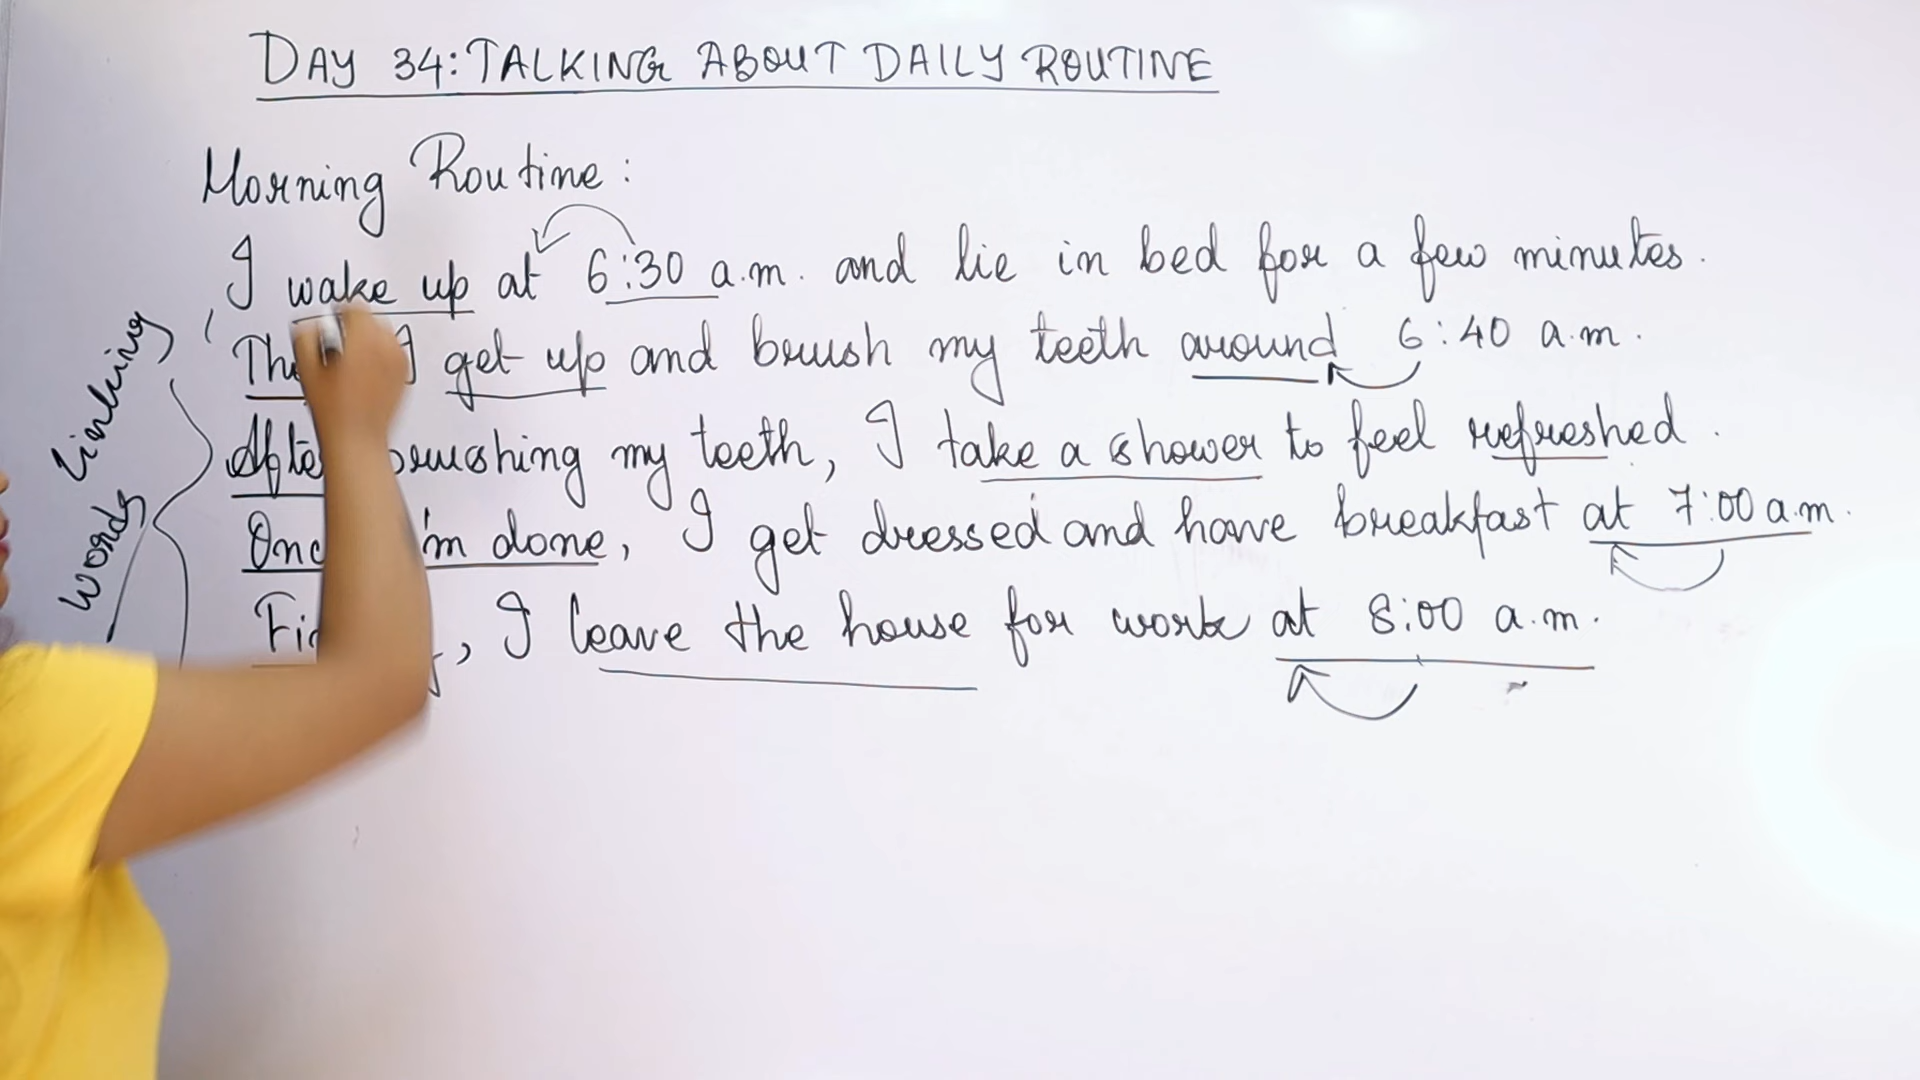 DAY 34: TALKING ABOUT DAILY ROUTINE
Morning Routine:
I wake up at 6:30 a.m. and lie in bed for a few minutes.
I get up and brush my teeth around 6:40 a.m.
brushing my teeth, I take a shower to feel refreshed.
I'm done, I get dressed and have breakfast at 7:00 a.m.
, I leave the house for work at 8:00 a.m.
Linking
words